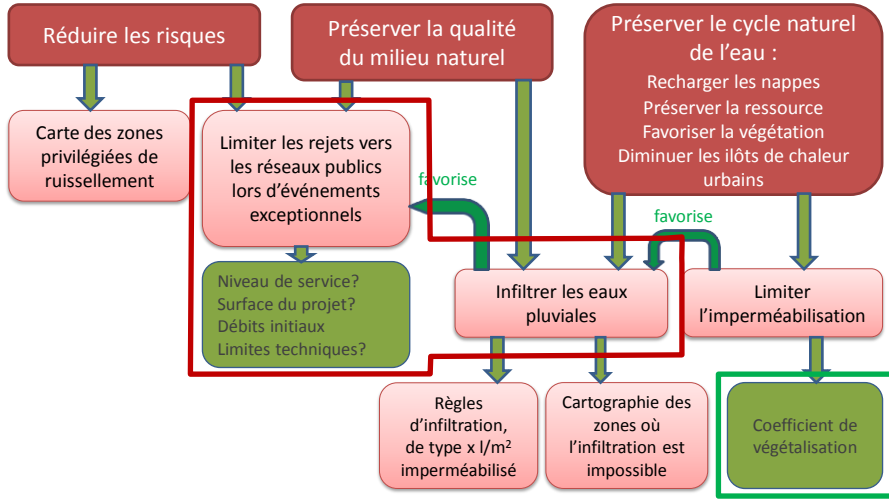 Réduire les risques
Préserver la qualité
du milieu naturel
Préserver le cycle naturel
de l'eau :
Recharger les nappes
Préserver la ressource
Favoriser la végétation
Diminuer les ilôts de chaleur
urbains
Carte des zones
privilégiées de
ruissellement
Limiter les rejets vers
les réseaux publics
lors d'événements
exceptionnels
favorise
favorise
Niveau de service?
Surface du projet?
Débits initiaux
Limites techniques?
Infiltrer les eaux
pluviales
Limiter
l'imperméabilisation
Règles
d'infiltration,
de type x l/m²
imperméabilisé
Cartographie des
zones où
l'infiltration est
impossible
Coefficient de
végétalisation